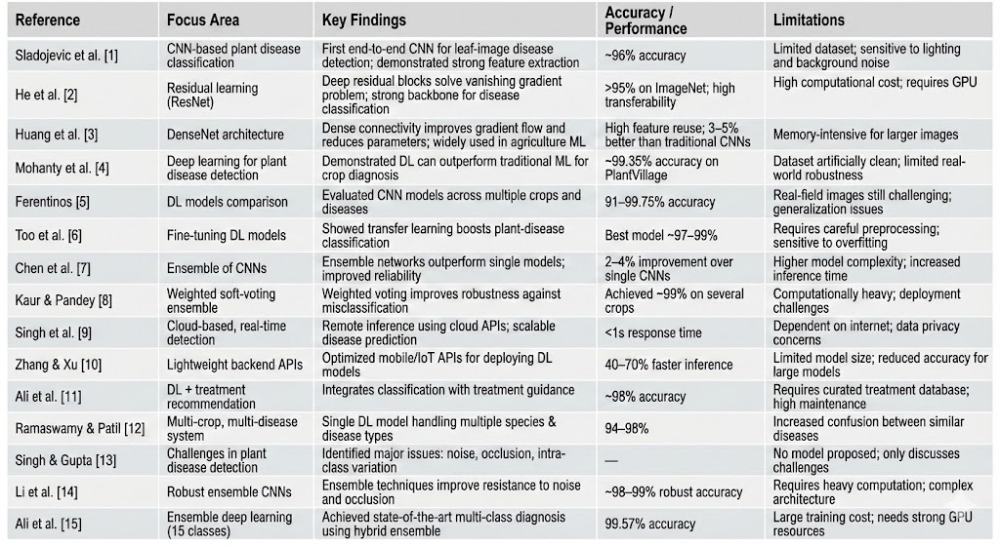 Reference Focus Area Key Findings Accuracy / Performance Limitations
Sladojevic et al. [1] CNN-based plant disease classification First end-to-end CNN for leaf-image disease detection; demonstrated strong feature extraction ~96% accuracy Limited dataset; sensitive to lighting and background noise
He et al. [2] Residual learning (ResNet) Deep residual blocks solve vanishing gradient problem; strong backbone for disease classification >95% on ImageNet; high transferability High computational cost; requires GPU
Huang et al. [3] DenseNet architecture Dense connectivity improves gradient flow and reduces parameters; widely used in agriculture ML High feature reuse; 3–5% better than traditional CNNs Memory-intensive for larger images
Mohanty et al. [4] Deep learning for plant disease detection Demonstrated DL can outperform traditional ML for crop diagnosis ~99.35% accuracy on PlantVillage Dataset artificially clean; limited real-world robustness
Ferentinos [5] DL models comparison Evaluated CNN models across multiple crops and diseases 91–99.75% accuracy Real-field images still challenging; generalization issues
Too et al. [6] Fine-tuning DL models Showed transfer learning boosts plant-disease classification Best model ~97–99% Requires careful preprocessing; sensitive to overfitting
Chen et al. [7] Ensemble of CNNs Ensemble networks outperform single models; improved reliability 2–4% improvement over single CNNs Higher model complexity; increased inference time
Kaur & Pandey [8] Weighted soft-voting ensemble Weighted voting improves robustness against misclassification Achieved ~99% on several crops Computationally heavy; deployment challenges
Singh et al. [9] Cloud-based, real-time detection Remote inference using cloud APIs; scalable disease prediction <1s response time Dependent on internet; data privacy concerns
Zhang & Xu [10] Lightweight backend APIs Optimized mobile/IoT APIs for deploying DL models 40–70% faster inference Limited model size; reduced accuracy for large models
Ali et al. [11] DL + treatment recommendation Integrates classification with treatment guidance ~98% accuracy Requires curated treatment database; high maintenance
Ramaswamy & Patil [12] Multi-crop, multi-disease system Single DL model handling multiple species & disease types 94–98% Increased confusion between similar diseases
Singh & Gupta [13] Challenges in plant disease detection Identified major issues: noise, occlusion, intra-class variation — No model proposed; only discusses challenges
Li et al. [14] Robust ensemble CNNs Ensemble techniques improve resistance to noise and occlusion ~98–99% robust accuracy Requires heavy computation; complex architecture
Ali et al. [15] Ensemble deep learning (15 classes) Achieved state-of-the-art multi-class diagnosis using hybrid ensemble 99.57% accuracy Large training cost; needs strong GPU resources